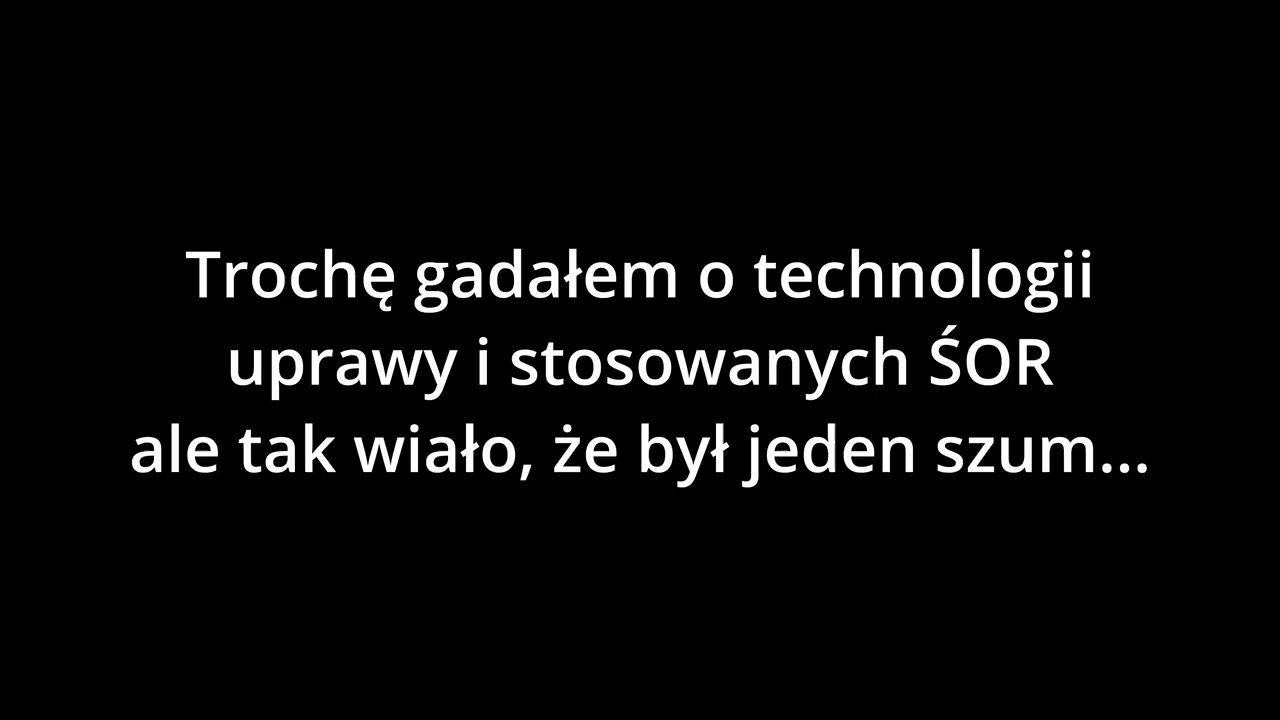 Trochę gadałem o technologii
uprawy i stosowanych ŚOR
ale tak wiało, że był jeden szum...